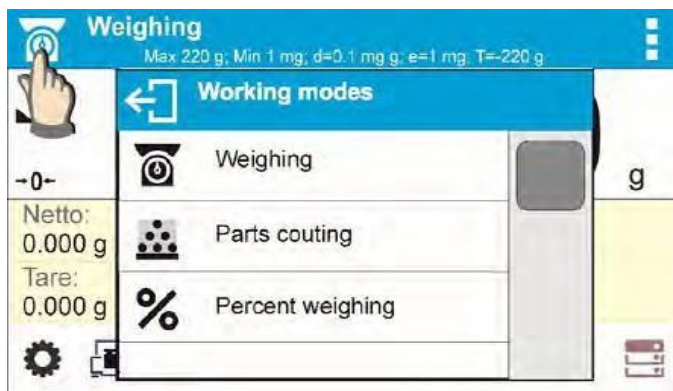 Weighing
Max 220 g; Min 1 mg; d=0.1 mg g; e=1 mg; T=-220 g
Working modes
Weighing
→0←
g
Netto:
0.000 g
Parts couting
Tare:
0.000 g
Percent weighing